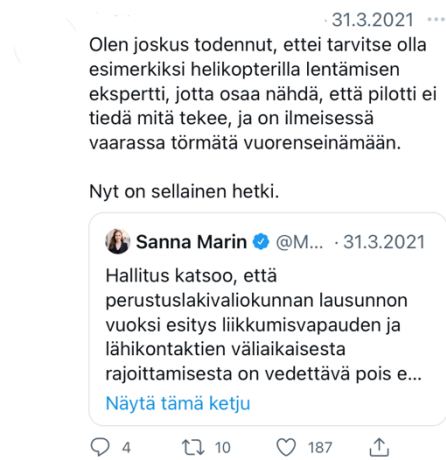 · 31.3.2021 ···
Olen joskus todennut, ettei tarvitse olla
esimerkiksi helikopterilla lentämisen
ekspertti, jotta osaa nähdä, että pilotti ei
tiedä mitä tekee, ja on ilmeisessä
vaarassa törmätä vuorenseinämään.
Nyt on sellainen hetki.
Sanna Marin @M... · 31.3.2021
Hallitus katsoo, että
perustuslakivaliokunnan lausunnon
vuoksi esitys liikkumisvapauden ja
lähikontaktien väliaikaisesta
rajoittamisesta on vedettävä pois e...
Näytä tämä ketju
4 10 187